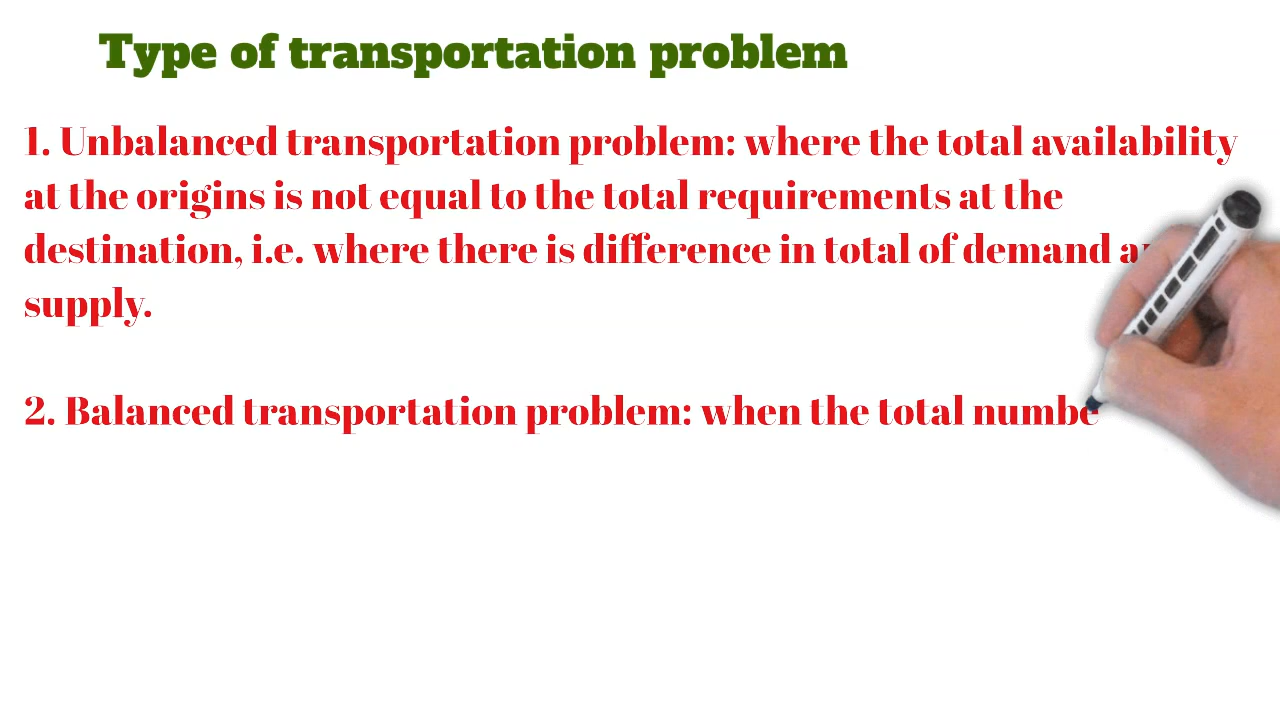 Type of transportation problem
1. Unbalanced transportation problem: where the total availability
at the origins is not equal to the total requirements at the
destination, i.e. where there is difference in total of demand
supply.
2. Balanced transportation problem: when the total numbe